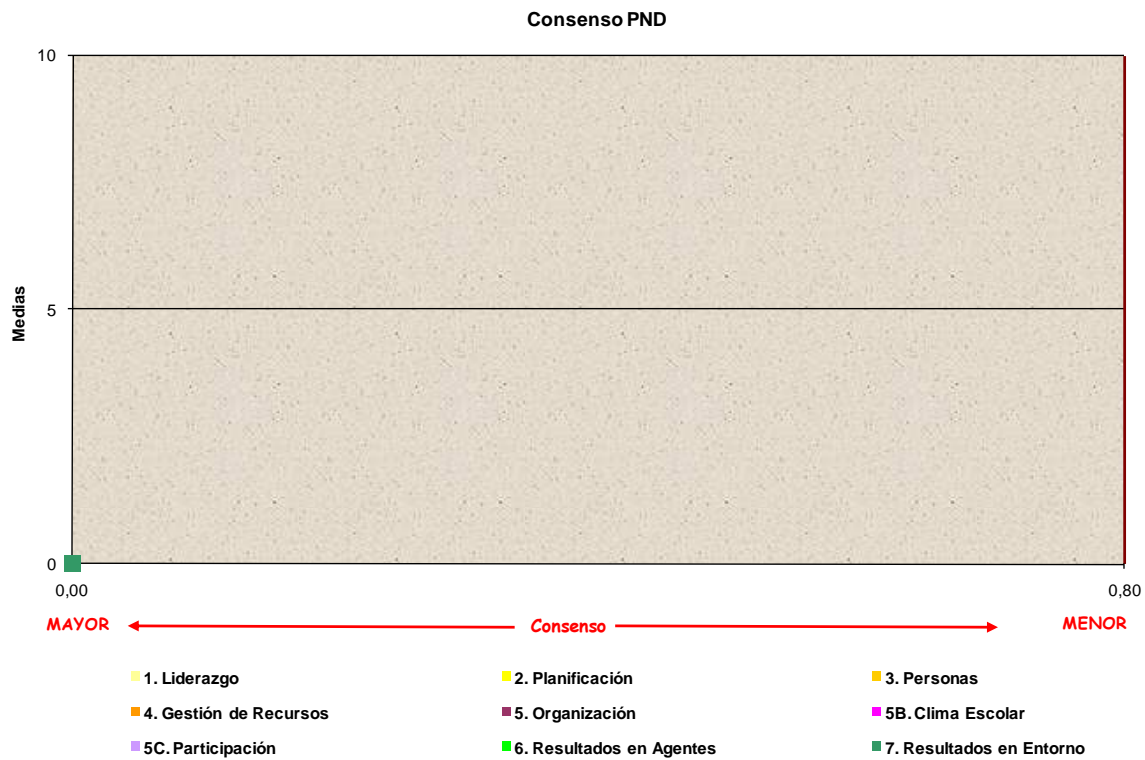 Consenso PND
10
Medias
5
0
0,00
0,80
MAYOR
Consenso
MENOR
1. Liderazgo
2. Planificación
3. Personas
4. Gestión de Recursos
5. Organización
5B. Clima Escolar
5C. Participación
6. Resultados en Agentes
7. Resultados en Entorno